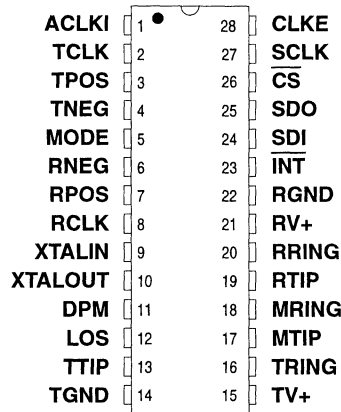 ACLKI 1 28 CLKE
TCLK 2 27 SCLK
TPOS 3 26 C̅S̅
TNEG 4 25 SDO
MODE 5 24 SDI
RNEG 6 23 I̅N̅T̅
RPOS 7 22 RGND
RCLK 8 21 RV+
XTALIN 9 20 RRING
XTALOUT 10 19 RTIP
DPM 11 18 MRING
LOS 12 17 MTIP
TTIP 13 16 TRING
TGND 14 15 TV+